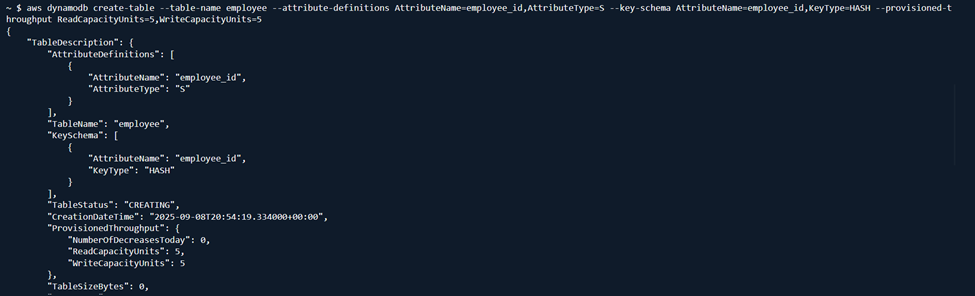 ~ $ aws dynamodb create-table --table-name employee --attribute-definitions AttributeName=employee_id,AttributeType=S --key-schema AttributeName=employee_id,KeyType=HASH --provisioned-t
hroughput ReadCapacityUnits=5,WriteCapacityUnits=5
{
    "TableDescription": {
        "AttributeDefinitions": [
            {
                "AttributeName": "employee_id",
                "AttributeType": "S"
            }
        ],
        "TableName": "employee",
        "KeySchema": [
            {
                "AttributeName": "employee_id",
                "KeyType": "HASH"
            }
        ],
        "TableStatus": "CREATING",
        "CreationDateTime": "2025-09-08T20:54:19.334000+00:00",
        "ProvisionedThroughput": {
            "NumberOfDecreasesToday": 0,
            "ReadCapacityUnits": 5,
            "WriteCapacityUnits": 5
        },
        "TableSizeBytes": 0,